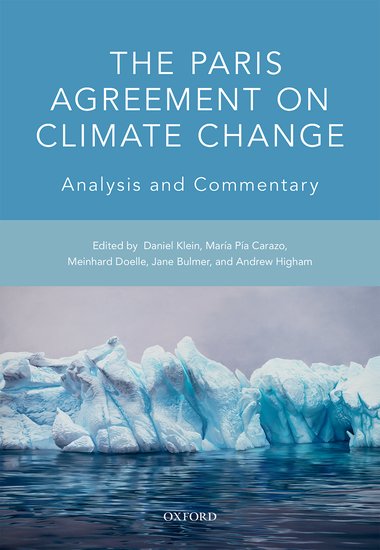 THE PARIS
AGREEMENT ON
CLIMATE CHANGE
Analysis and Commentary
Edited by Daniel Klein, María Pía Carazo,
Meinhard Doelle, Jane Bulmer, and Andrew Higham
OXFORD